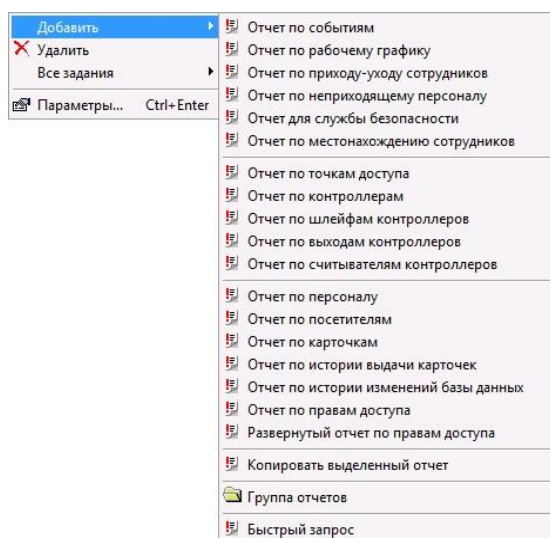 Добавить
Удалить
Все задания
Параметры... Ctrl+Enter
Отчет по событиям
Отчет по рабочему графику
Отчет по приходу-уходу сотрудников
Отчет по неприходящему персоналу
Отчет для службы безопасности
Отчет по местонахождению сотрудников
Отчет по точкам доступа
Отчет по контроллерам
Отчет по шлейфам контроллеров
Отчет по выходам контроллеров
Отчет по считывателям контроллеров
Отчет по персоналу
Отчет по посетителям
Отчет по карточкам
Отчет по истории выдачи карточек
Отчет по истории изменений базы данных
Отчет по правам доступа
Развернутый отчет по правам доступа
Копировать выделенный отчет
Группа отчетов
Быстрый запрос